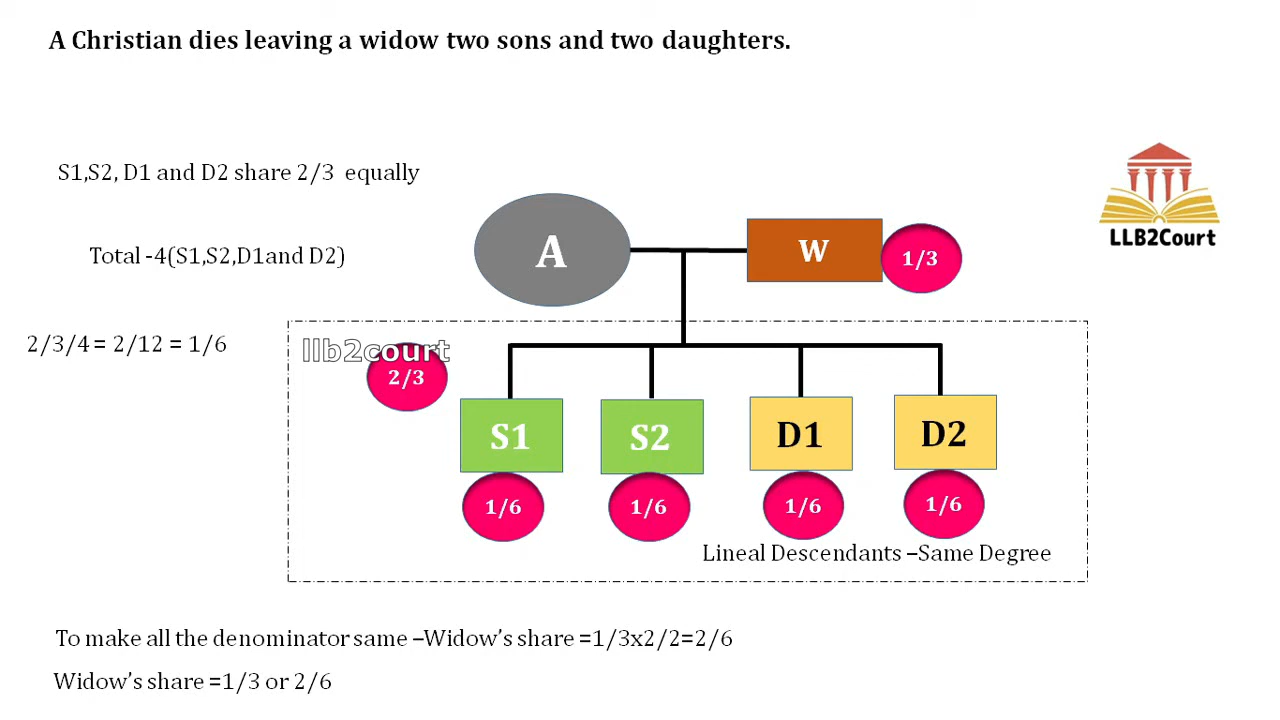 A Christian dies leaving a widow two sons and two daughters.
S1,S2, D1 and D2 share 2/3 equally
LLB2Court
Total -4(S1,S2,D1and D2)
A
W
1/3
2/3/4 = 2/12 = 1/6
llb2court
2/3
S1
S2
D1
D2
1/6
1/6
1/6
1/6
Lineal Descendants –Same Degree
To make all the denominator same –Widow’s share =1/3x2/2=2/6
Widow’s share =1/3 or 2/6